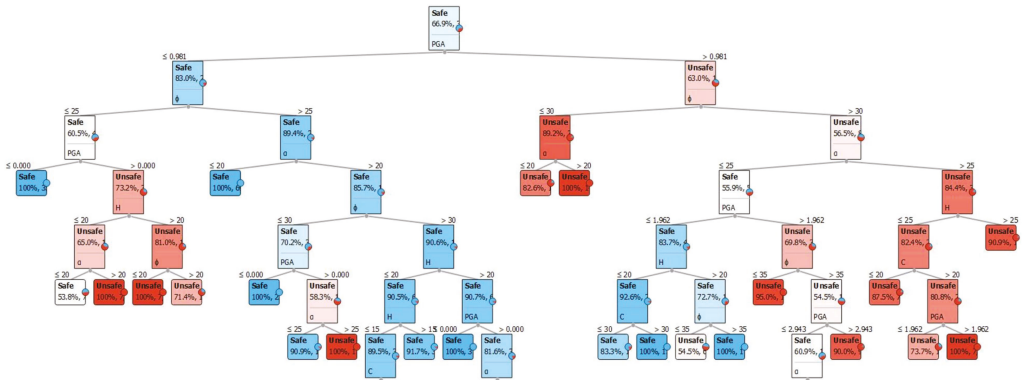 Safe
66.9%,
PGA
≤ 0.981
> 0.981
Safe
83.0%,
ϕ
Unsafe
63.0%,
ϕ
≤ 25
> 25
≤ 30
> 30
Safe
60.5%,
PGA
Safe
89.4%,
α
Unsafe
89.2%,
α
Unsafe
56.5%,
α
≤ 0.000
> 0.000
≤ 20
> 20
≤ 20
> 20
≤ 25
> 25
Safe
100%, 3
Unsafe
73.2%,
H
Safe
100%, 6
Safe
85.7%,
ϕ
Unsafe
82.6%,
Unsafe
100%, 1
Safe
55.9%,
PGA
Unsafe
84.4%,
H
≤ 20
> 20
≤ 30
> 30
≤ 1.962
> 1.962
≤ 25
> 25
Unsafe
65.0%,
α
Unsafe
81.0%,
ϕ
Safe
70.2%,
PGA
Safe
90.6%,
H
Safe
83.7%,
H
Unsafe
69.8%,
ϕ
Unsafe
82.4%,
C
Unsafe
90.9%,
≤ 20
> 20
≤ 20
> 20
≤ 0.000
> 0.000
≤ 20
> 20
≤ 20
> 20
≤ 35
> 35
≤ 20
> 20
Safe
53.8%,
Unsafe
100%,
Unsafe
100%,
Unsafe
71.4%,
Safe
100%, 2
Unsafe
58.3%,
α
Safe
90.5%,
H
Safe
90.7%,
PGA
Safe
92.6%,
C
Safe
72.7%,
ϕ
Unsafe
95.0%,
Unsafe
54.5%,
PGA
Unsafe
87.5%,
Unsafe
80.8%,
PGA
≤ 25
> 25
≤ 15
> 15
≤ 0.000
> 0.000
≤ 30
> 30
≤ 35
> 35
≤ 2.943
> 2.943
≤ 1.962
> 1.962
Safe
90.9%,
Unsafe
100%,
Safe
89.5%,
C
Safe
91.7%,
Safe
100%, 3
Safe
81.6%,
α
Safe
83.3%,
Safe
100%,
Unsafe
54.5%,
Safe
100%,
Safe
60.9%,
α
Unsafe
90.0%,
Unsafe
73.7%,
Unsafe
100%,